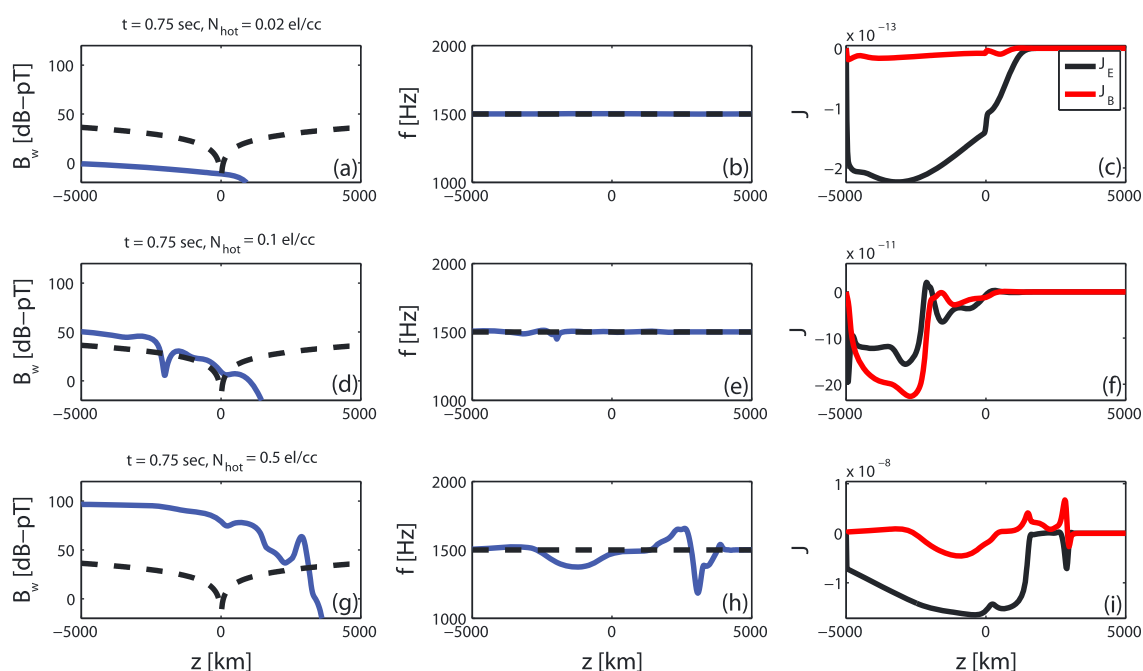 t = 0.75 sec, N_hot = 0.02 el/cc
B_w [dB−pT]
100
50
0
−5000
0
5000
(a)
f [Hz]
2000
1500
1000
−5000
0
5000
(b)
x 10^−13
J
0
−1
−2
−5000
0
5000
J_E
J_B
(c)
t = 0.75 sec, N_hot = 0.1 el/cc
B_w [dB−pT]
100
50
0
−5000
0
5000
(d)
f [Hz]
2000
1500
1000
−5000
0
5000
(e)
x 10^−11
J
0
−10
−20
−5000
0
5000
(f)
t = 0.75 sec, N_hot = 0.5 el/cc
B_w [dB−pT]
100
50
0
−5000
0
5000
z [km]
(g)
f [Hz]
2000
1500
1000
−5000
0
5000
z [km]
(h)
x 10^−8
J
1
0
−1
−5000
0
5000
z [km]
(i)